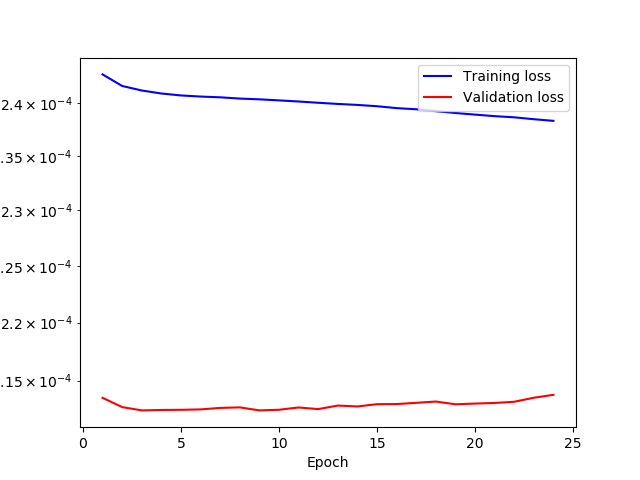 Training loss
Validation loss
2.4 × 10⁻⁴
.35 × 10⁻⁴
2.3 × 10⁻⁴
.25 × 10⁻⁴
2.2 × 10⁻⁴
.15 × 10⁻⁴
0 5 10 15 20 25
Epoch